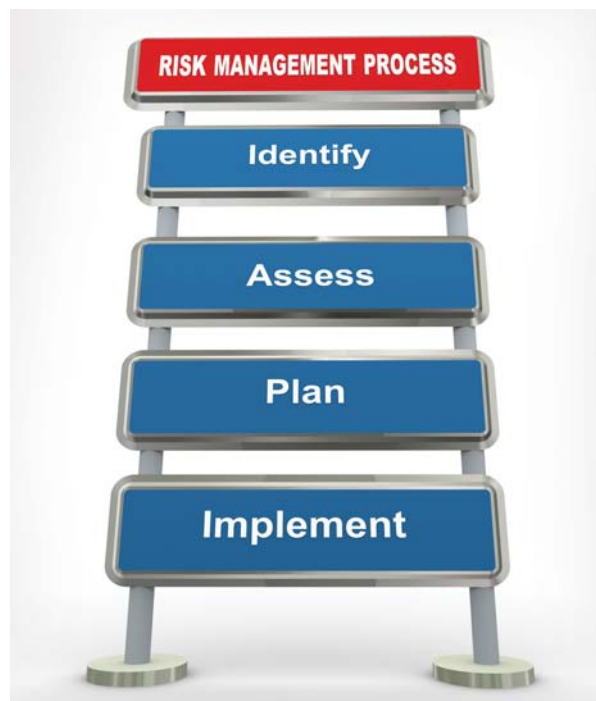 RISK MANAGEMENT PROCESS
Identify
Assess
Plan
Implement